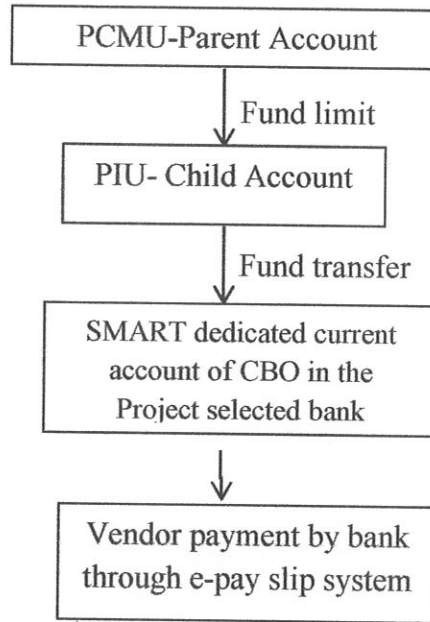 PCMU-Parent Account
Fund limit
PIU- Child Account
Fund transfer
SMART dedicated current
account of CBO in the
Project selected bank
Vendor payment by bank
through e-pay slip system